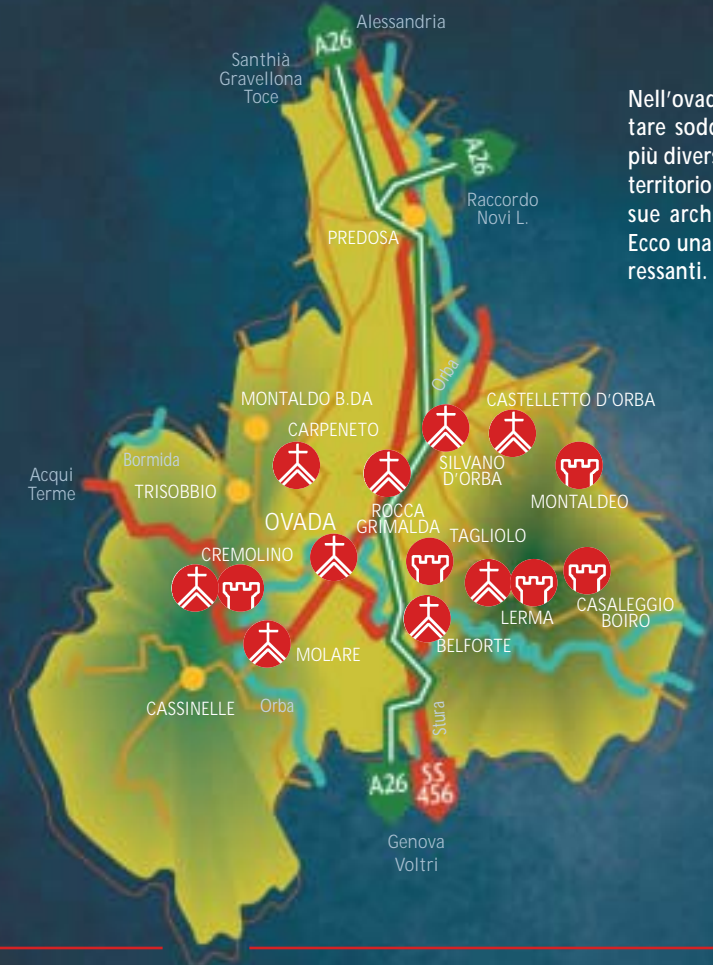 A26
Alessandria
Santhià
Gravellona
Toce
A26
Raccordo
Novi L.
PREDOSA
Nell'ovad
tare sodd
più divers
territorio
sue arch
Ecco una
ressanti.
Orba
MONTALDO B.DA
CASTELLETTO D'ORBA
CARPENETO
Bormida
SILVANO
D'ORBA
Acqui
Terme
TRISOBBIO
MONTALDEO
ROCCA
GRIMALDA
OVADA
TAGLIOLO
CREMOLINO
LERMA
CASALEGGIO
BOIRO
BELFORTE
MOLARE
CASSINELLE
Orba
Stura
A26
SS
456
Genova
Voltri